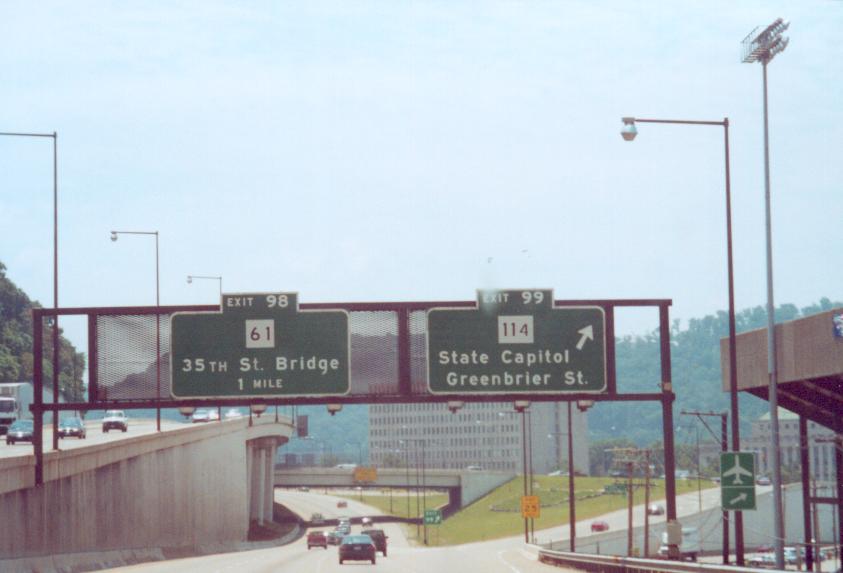 EXIT 98
61
35TH St. Bridge
1 MILE
EXIT 99
114
State Capitol
Greenbrier St.